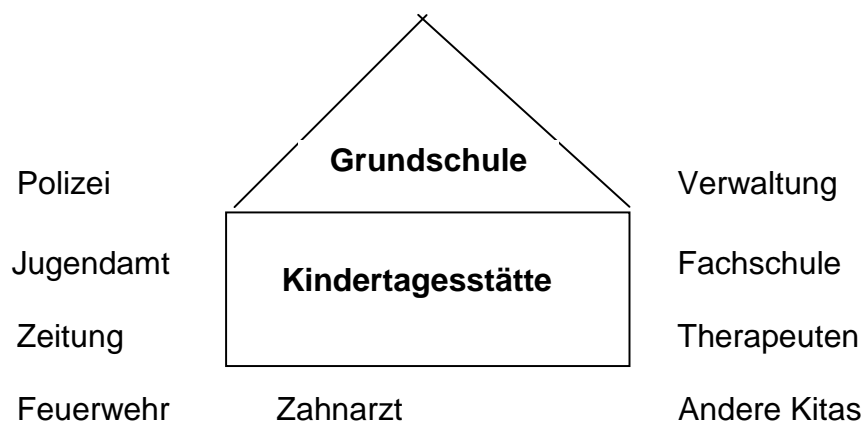 Grundschule
Polizei
Verwaltung
Jugendamt
Kindertagesstätte
Fachschule
Zeitung
Therapeuten
Feuerwehr
Zahnarzt
Andere Kitas